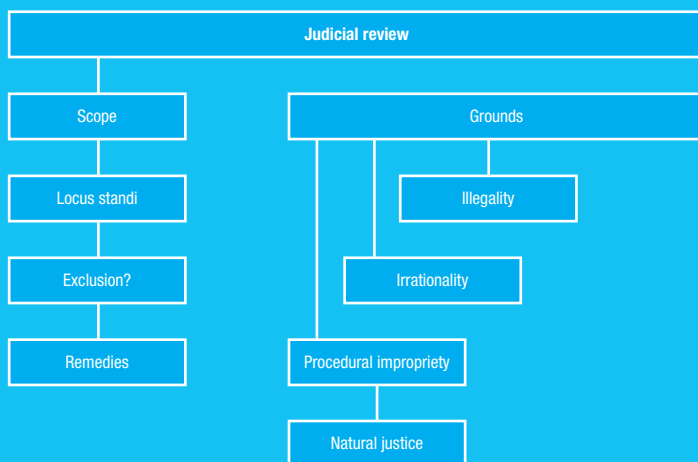 Judicial review
Scope
Grounds
Locus standi
Illegality
Exclusion?
Irrationality
Remedies
Procedural impropriety
Natural justice